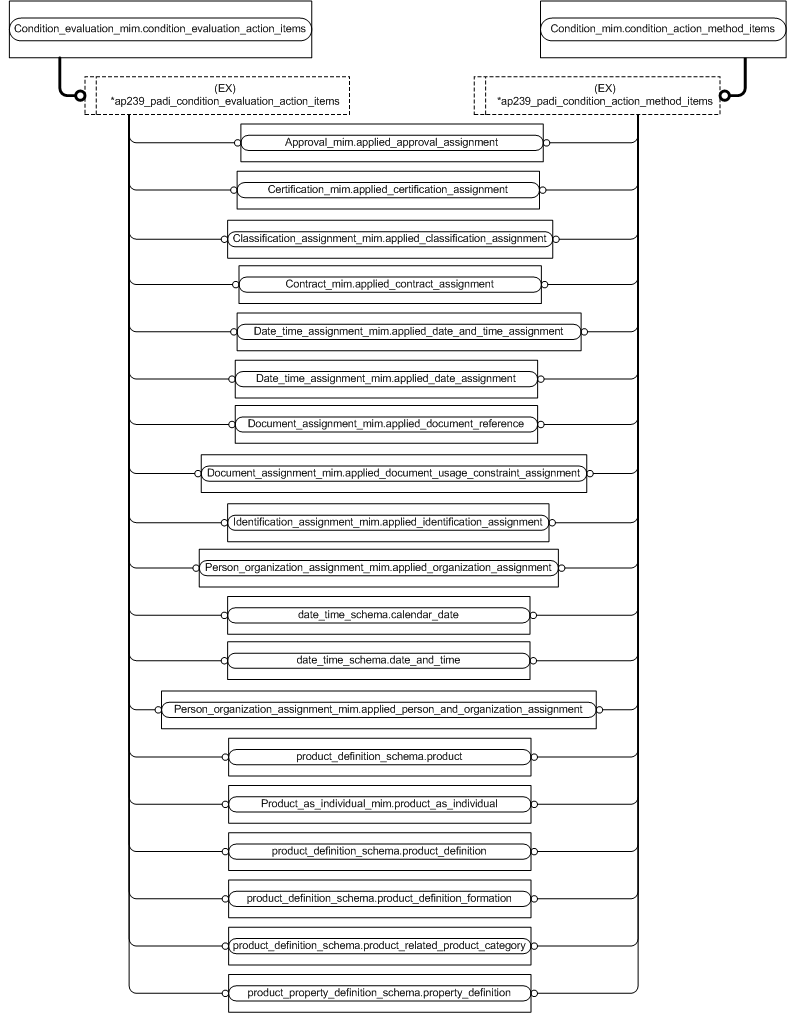 Condition_evaluation_mim.condition_evaluation_action_items
Condition_mim.condition_action_method_items
(EX)
*ap239_padi_condition_evaluation_action_items
(EX)
*ap239_padi_condition_action_method_items
Approval_mim.applied_approval_assignment
Certification_mim.applied_certification_assignment
Classification_assignment_mim.applied_classification_assignment
Contract_mim.applied_contract_assignment
Date_time_assignment_mim.applied_date_and_time_assignment
Date_time_assignment_mim.applied_date_assignment
Document_assignment_mim.applied_document_reference
Document_assignment_mim.applied_document_usage_constraint_assignment
Identification_assignment_mim.applied_identification_assignment
Person_organization_assignment_mim.applied_organization_assignment
date_time_schema.calendar_date
date_time_schema.date_and_time
Person_organization_assignment_mim.applied_person_and_organization_assignment
product_definition_schema.product
Product_as_individual_mim.product_as_individual
product_definition_schema.product_definition
product_definition_schema.product_definition_formation
product_definition_schema.product_related_product_category
product_property_definition_schema.property_definition